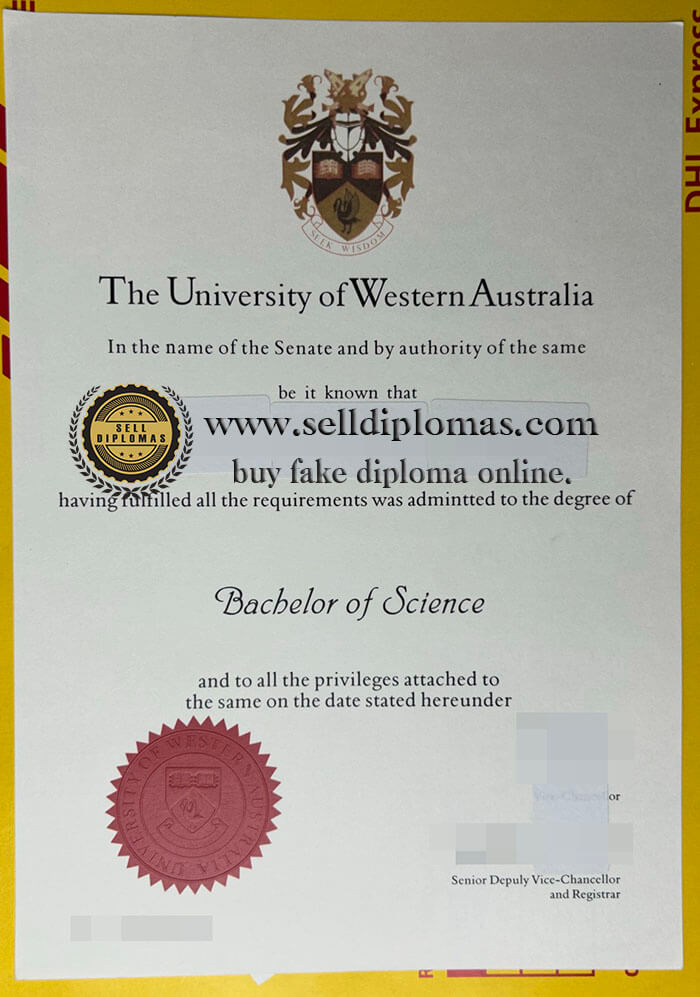 SEEK WISDOM
The University of Western Australia
In the name of the Senate and by authority of the same
be it known that
SELL
DIPLOMAS
www.selldiplomas.com
buy fake diploma online.
having fulfilled all the requirements was admintted to the degree of
Bachelor of Science
and to all the privileges attached to
the same on the date stated hereunder
UNIVERSITY OF WESTERN AUSTRALIA
Vice-Chancellor
Senior Depuly Vice-Chancellor
and Registrar
DHL Express